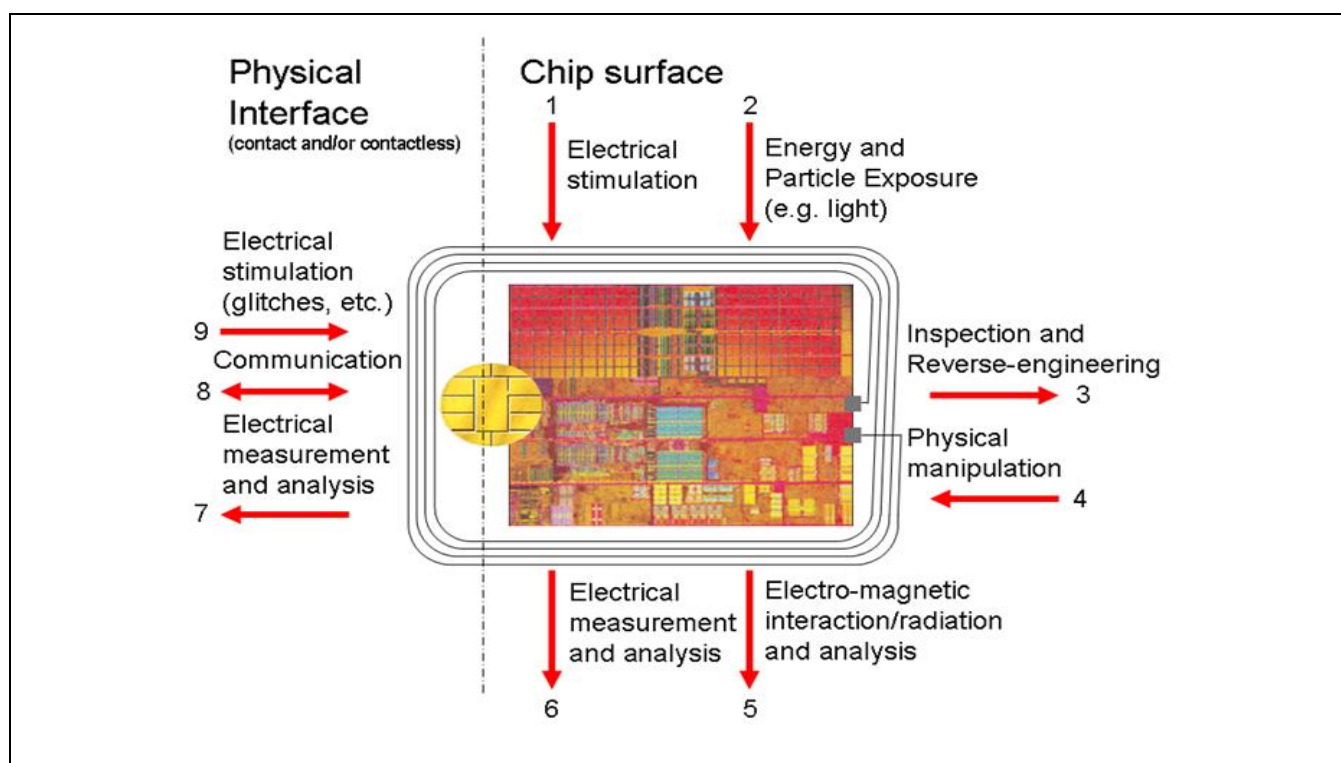 Physical
Interface
(contact and/or contactless)
Chip surface
1
2
Electrical
stimulation
Energy and
Particle Exposure
(e.g. light)
Electrical
stimulation
(glitches, etc.)
9
Communication
8
Electrical
measurement
and analysis
7
Inspection and
Reverse-engineering
3
Physical
manipulation
4
Electrical
measurement
and analysis
6
Electro-magnetic
interaction/radiation
and analysis
5